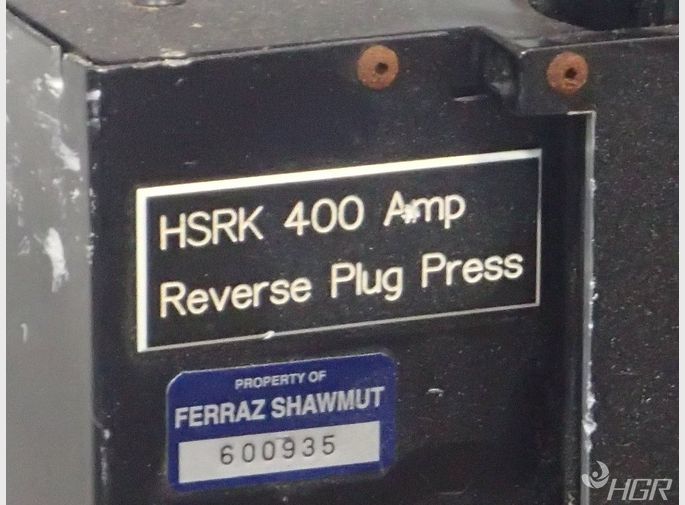 HSRK 400 Amp
Reverse Plug Press
PROPERTY OF
FERRAZ SHAWMUT
600935
HGR